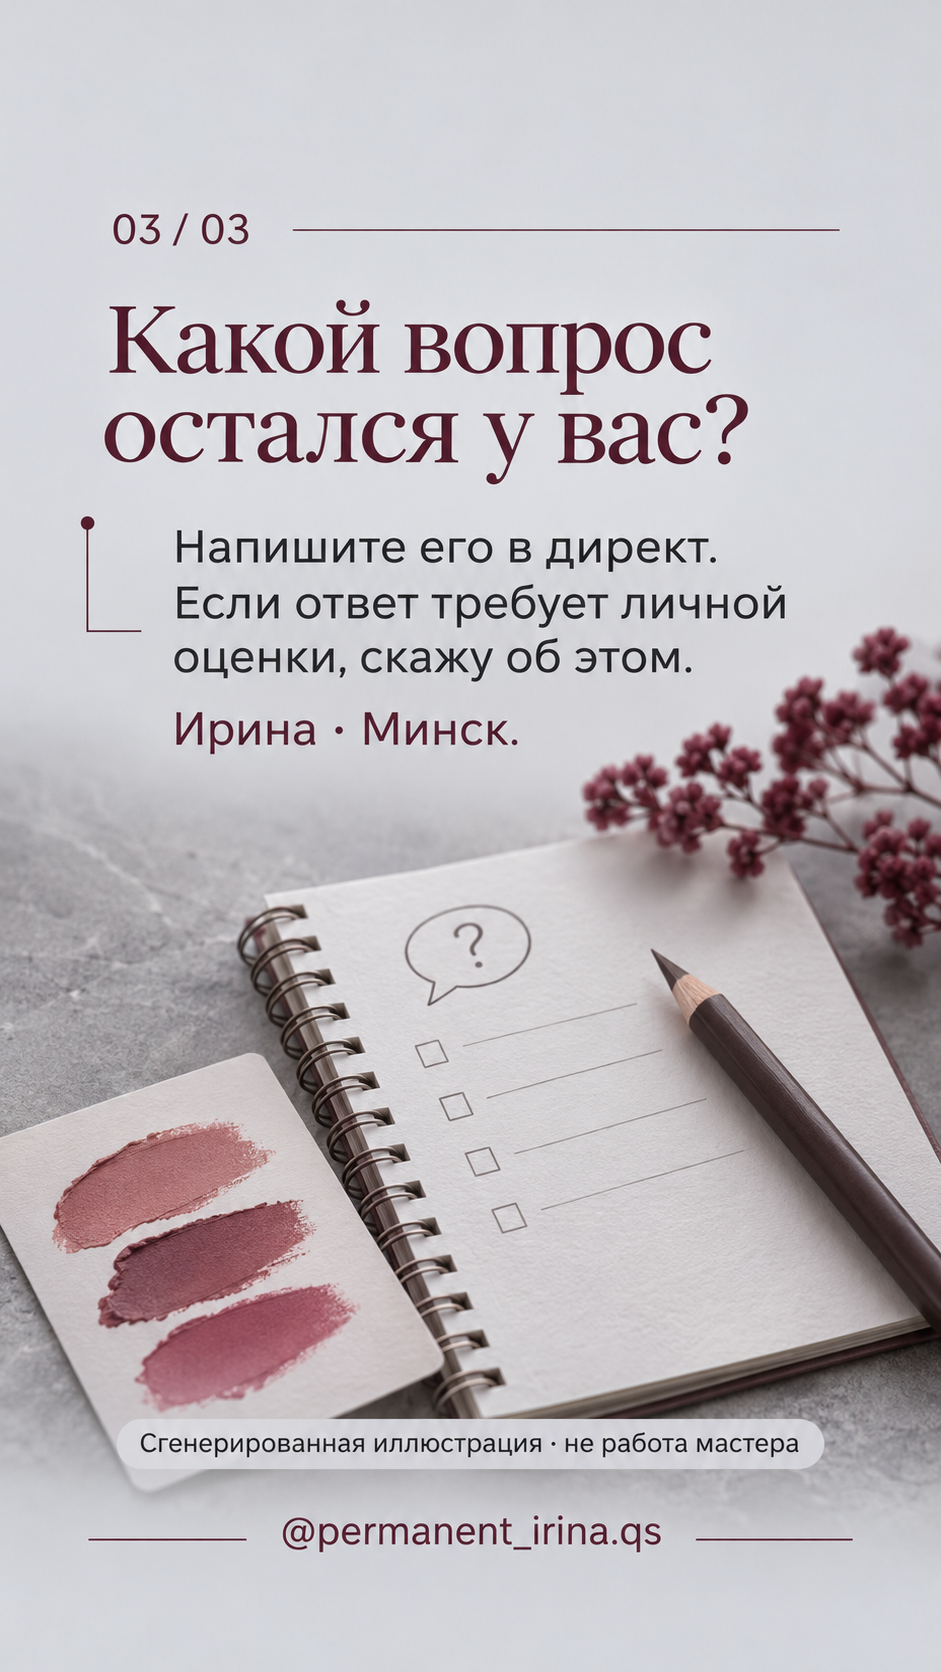 03 / 03
Какой вопрос
остался у вас?
Напишите его в директ.
Если ответ требует личной
оценки, скажу об этом.
Ирина · Минск.
?
Сгенерированная иллюстрация · не работа мастера
@permanent_irina.qs